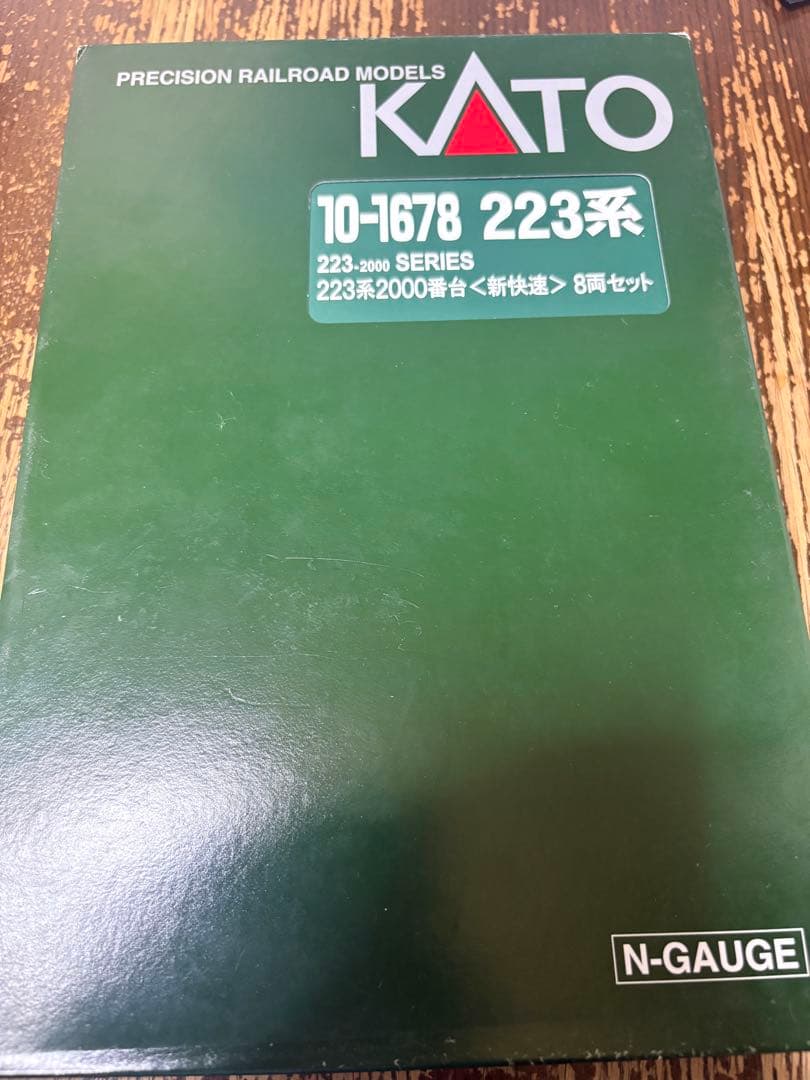 PRECISION RAILROAD MODELS
KATO
10-1678 223系
223-2000 SERIES
223系2000番台<新快速> 8両セット
N-GAUGE